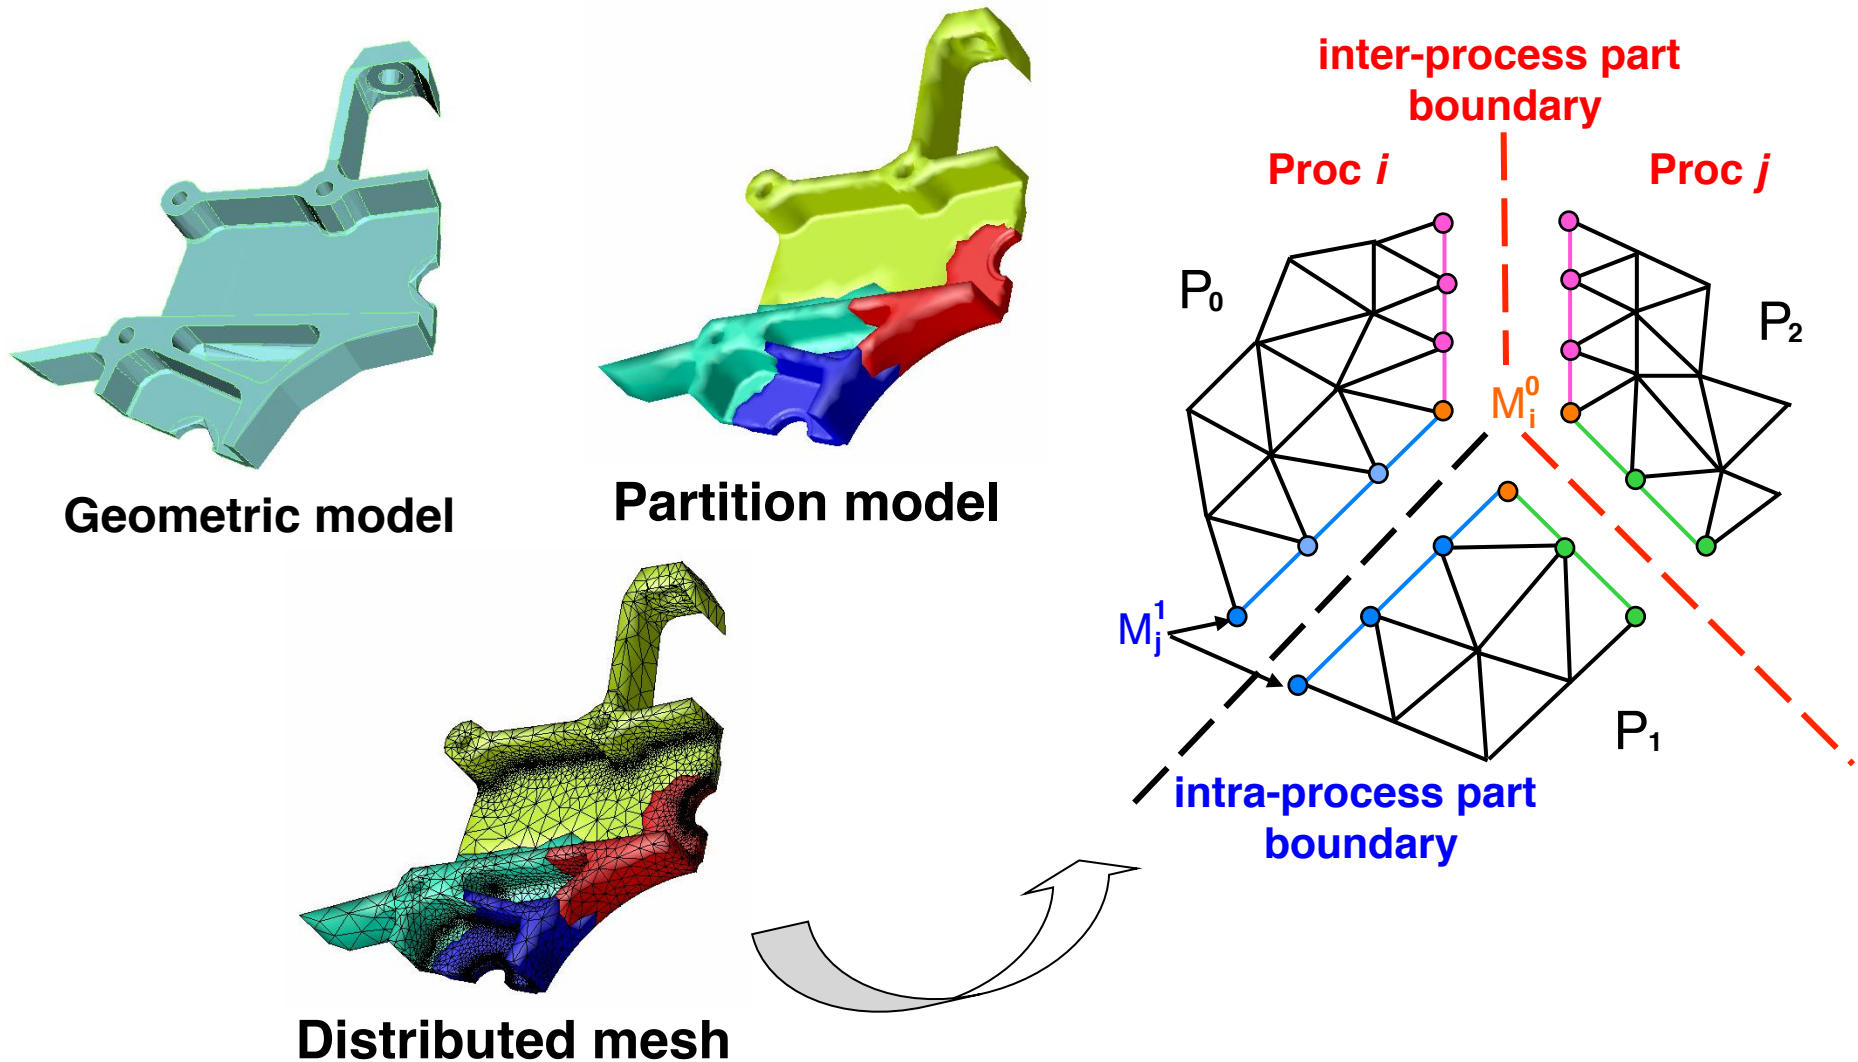 Geometric model
Partition model
Distributed mesh
inter-process part
boundary
Proc i
Proc j
P₀
P₂
M⁰ᵢ
M¹ⱼ
P₁
intra-process part
boundary